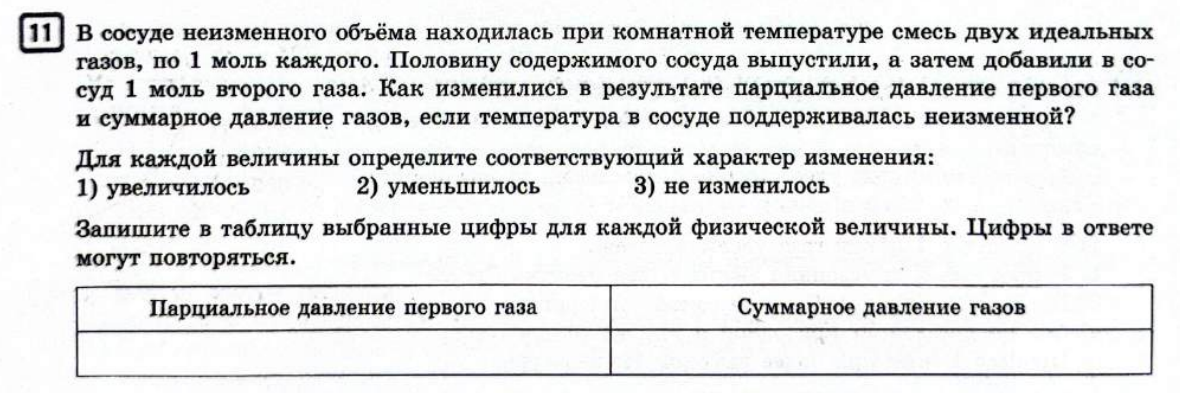 11 В сосуде неизменного объёма находилась при комнатной температуре смесь двух идеальных
газов, по 1 моль каждого. Половину содержимого сосуда выпустили, а затем добавили в со-
суд 1 моль второго газа. Как изменились в результате парциальное давление первого газа
и суммарное давление газов, если температура в сосуде поддерживалась неизменной?
Для каждой величины определите соответствующий характер изменения:
1) увеличилось 2) уменьшилось 3) не изменилось
Запишите в таблицу выбранные цифры для каждой физической величины. Цифры в ответе
могут повторяться.
Парциальное давление первого газа Суммарное давление газов